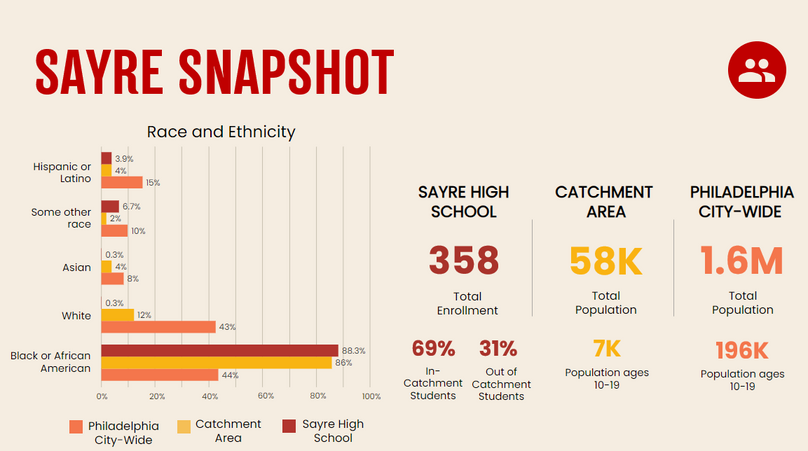 SAYRE SNAPSHOT
Race and Ethnicity
Hispanic or
Latino
3.9%
4%
15%
Some other
race
6.7%
2%
10%
Asian
0.3%
4%
8%
White
0.3%
12%
43%
Black or African
American
88.3%
86%
44%
0%
20%
40%
60%
80%
100%
Philadelphia
City-Wide
Catchment
Area
Sayre High
School
SAYRE HIGH
SCHOOL
358
Total
Enrollment
69%
In-
Catchment
Students
31%
Out of
Catchment
Students
CATCHMENT
AREA
58K
Total
Population
7K
Population ages
10-19
PHILADELPHIA
CITY-WIDE
1.6M
Total
Population
196K
Population ages
10-19